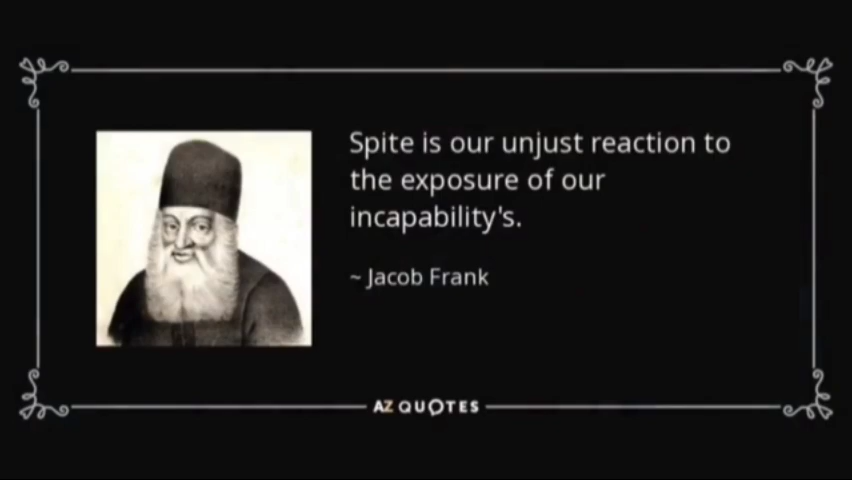 Spite is our unjust reaction to
the exposure of our
incapability's.
~ Jacob Frank
AZ QUOTES